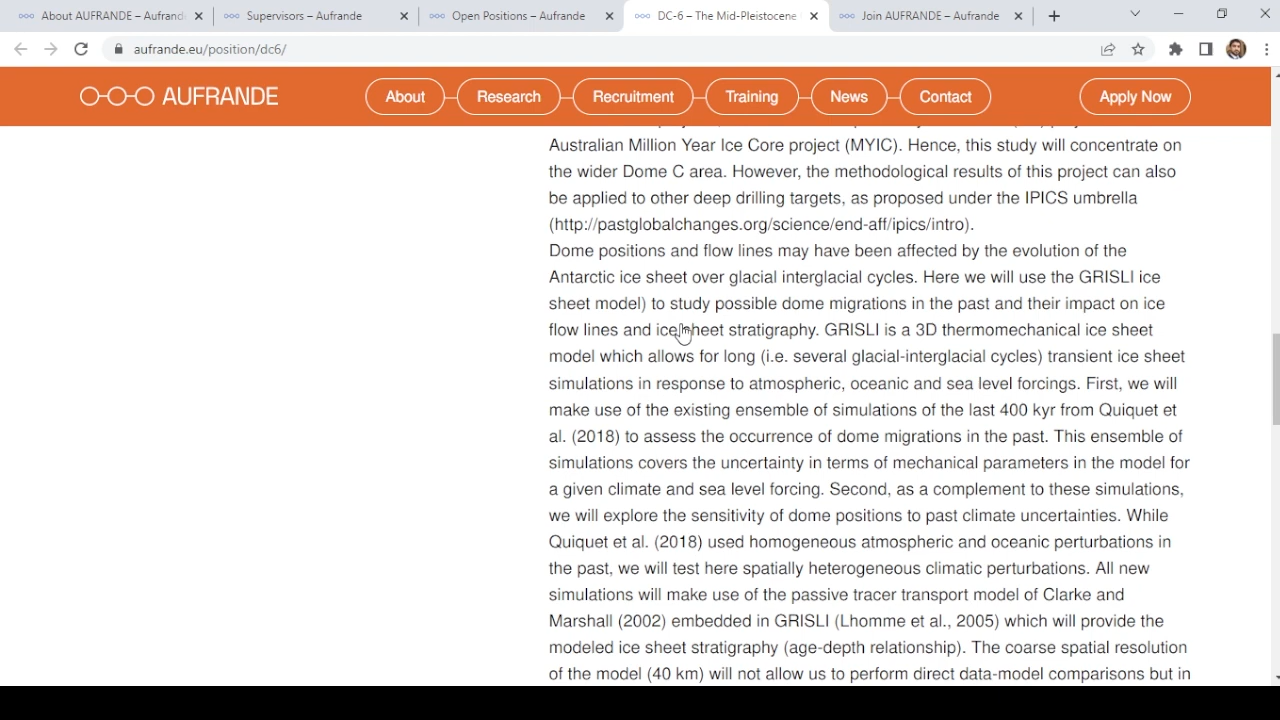 About AUFRANDE – Aufrande
Supervisors – Aufrande
Open Positions – Aufrande
DC-6 – The Mid-Pleistocene
Join AUFRANDE – Aufrande
aufrande.eu/position/dc6/
AUFRANDE
About
Research
Recruitment
Training
News
Contact
Apply Now
Australian Million Year Ice Core project (MYIC). Hence, this study will concentrate on
the wider Dome C area. However, the methodological results of this project can also
be applied to other deep drilling targets, as proposed under the IPICS umbrella
(http://pastglobalchanges.org/science/end-aff/ipics/intro).
Dome positions and flow lines may have been affected by the evolution of the
Antarctic ice sheet over glacial interglacial cycles. Here we will use the GRISLI ice
sheet model) to study possible dome migrations in the past and their impact on ice
flow lines and ice sheet stratigraphy. GRISLI is a 3D thermomechanical ice sheet
model which allows for long (i.e. several glacial-interglacial cycles) transient ice sheet
simulations in response to atmospheric, oceanic and sea level forcings. First, we will
make use of the existing ensemble of simulations of the last 400 kyr from Quiquet et
al. (2018) to assess the occurrence of dome migrations in the past. This ensemble of
simulations covers the uncertainty in terms of mechanical parameters in the model for
a given climate and sea level forcing. Second, as a complement to these simulations,
we will explore the sensitivity of dome positions to past climate uncertainties. While
Quiquet et al. (2018) used homogeneous atmospheric and oceanic perturbations in
the past, we will test here spatially heterogeneous climatic perturbations. All new
simulations will make use of the passive tracer transport model of Clarke and
Marshall (2002) embedded in GRISLI (Lhomme et al., 2005) which will provide the
modeled ice sheet stratigraphy (age-depth relationship). The coarse spatial resolution
of the model (40 km) will not allow us to perform direct data-model comparisons but in